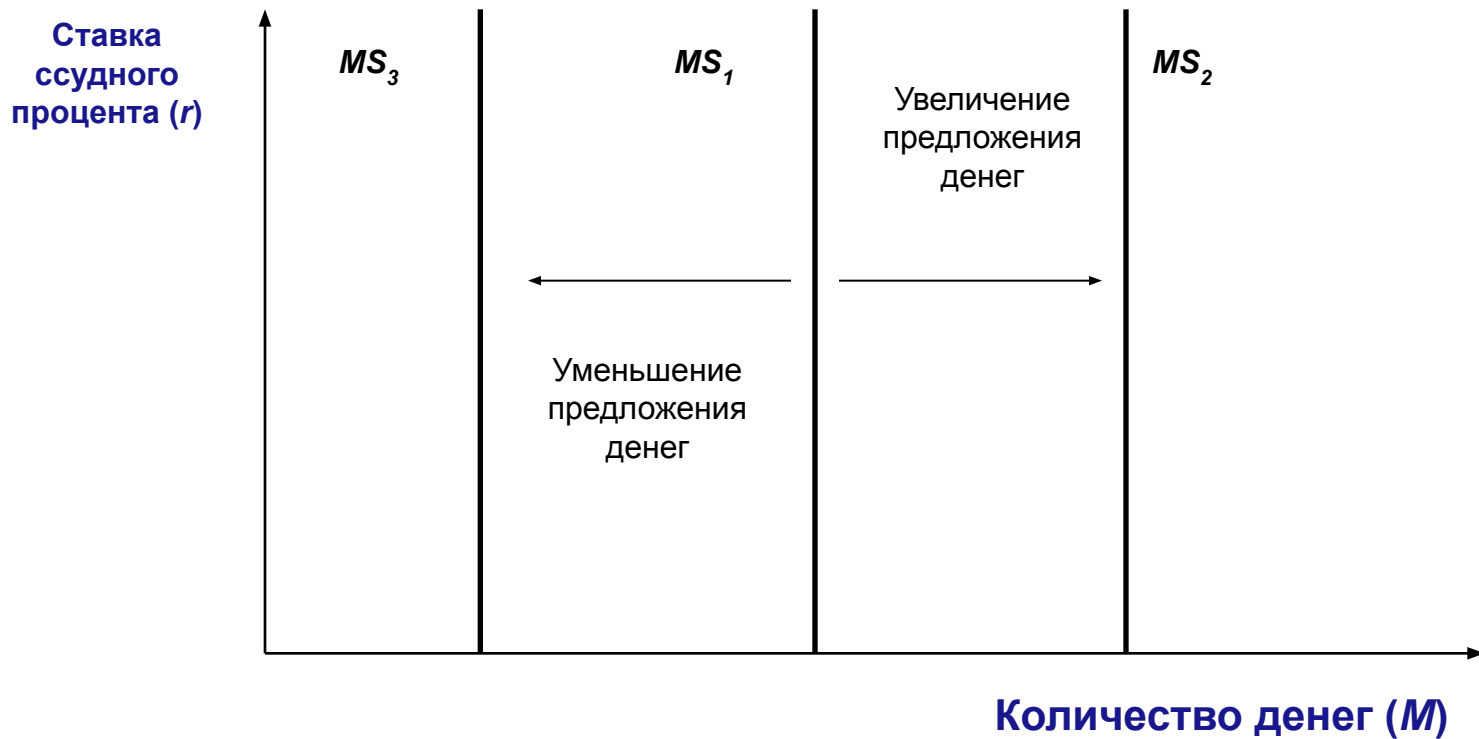 Ставка
ссудного
процента (r)
MS3
MS1
MS2
Увеличение
предложения
денег
Уменьшение
предложения
денег
Количество денег (M)